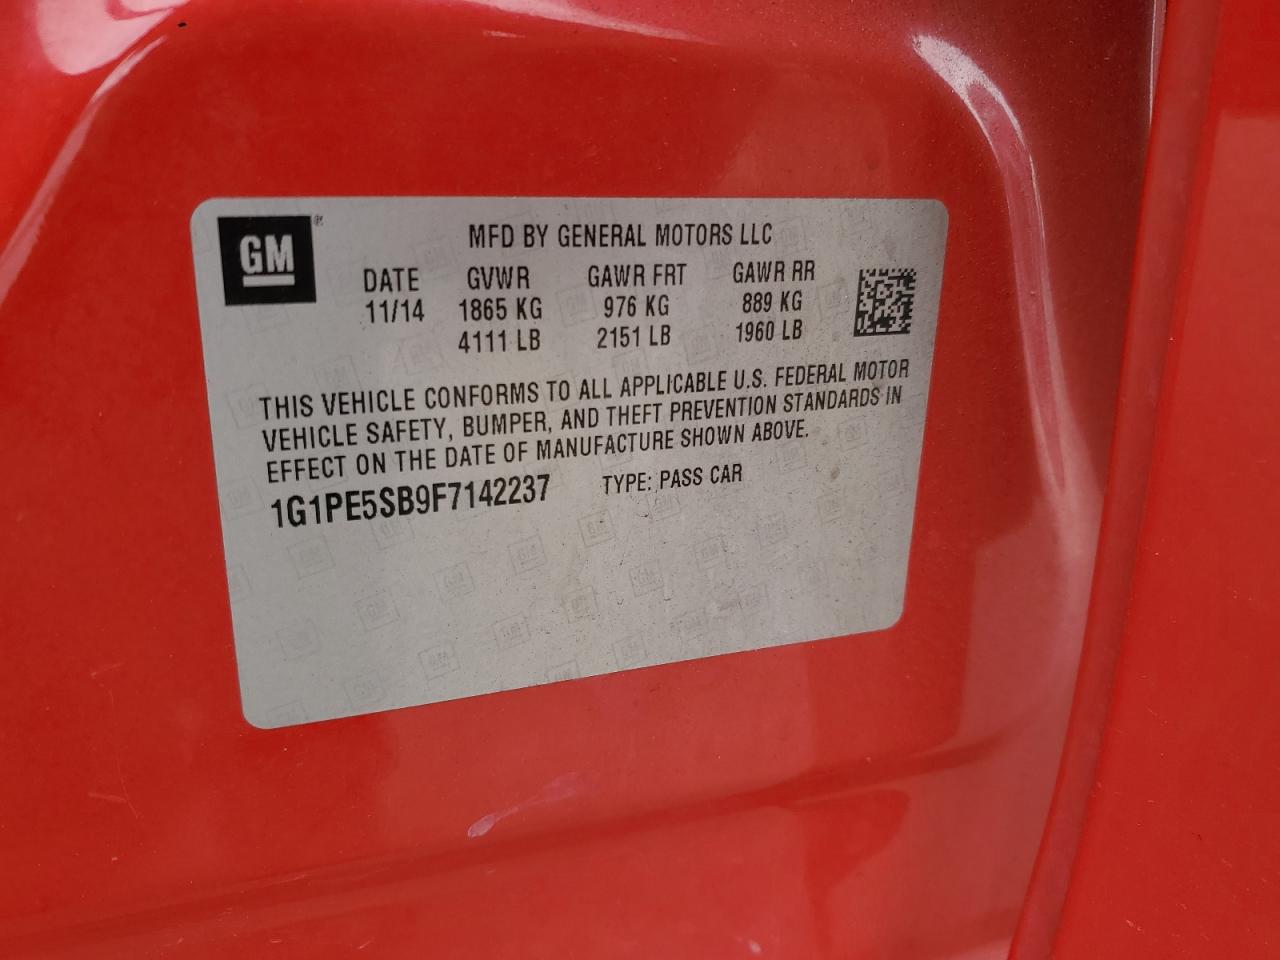 GM ®
MFD BY GENERAL MOTORS LLC
DATE GVWR GAWR FRT GAWR RR
11/14 1865 KG 976 KG 889 KG
4111 LB 2151 LB 1960 LB
THIS VEHICLE CONFORMS TO ALL APPLICABLE U.S. FEDERAL MOTOR
VEHICLE SAFETY, BUMPER, AND THEFT PREVENTION STANDARDS IN
EFFECT ON THE DATE OF MANUFACTURE SHOWN ABOVE.
1G1PE5SB9F7142237 TYPE: PASS CAR